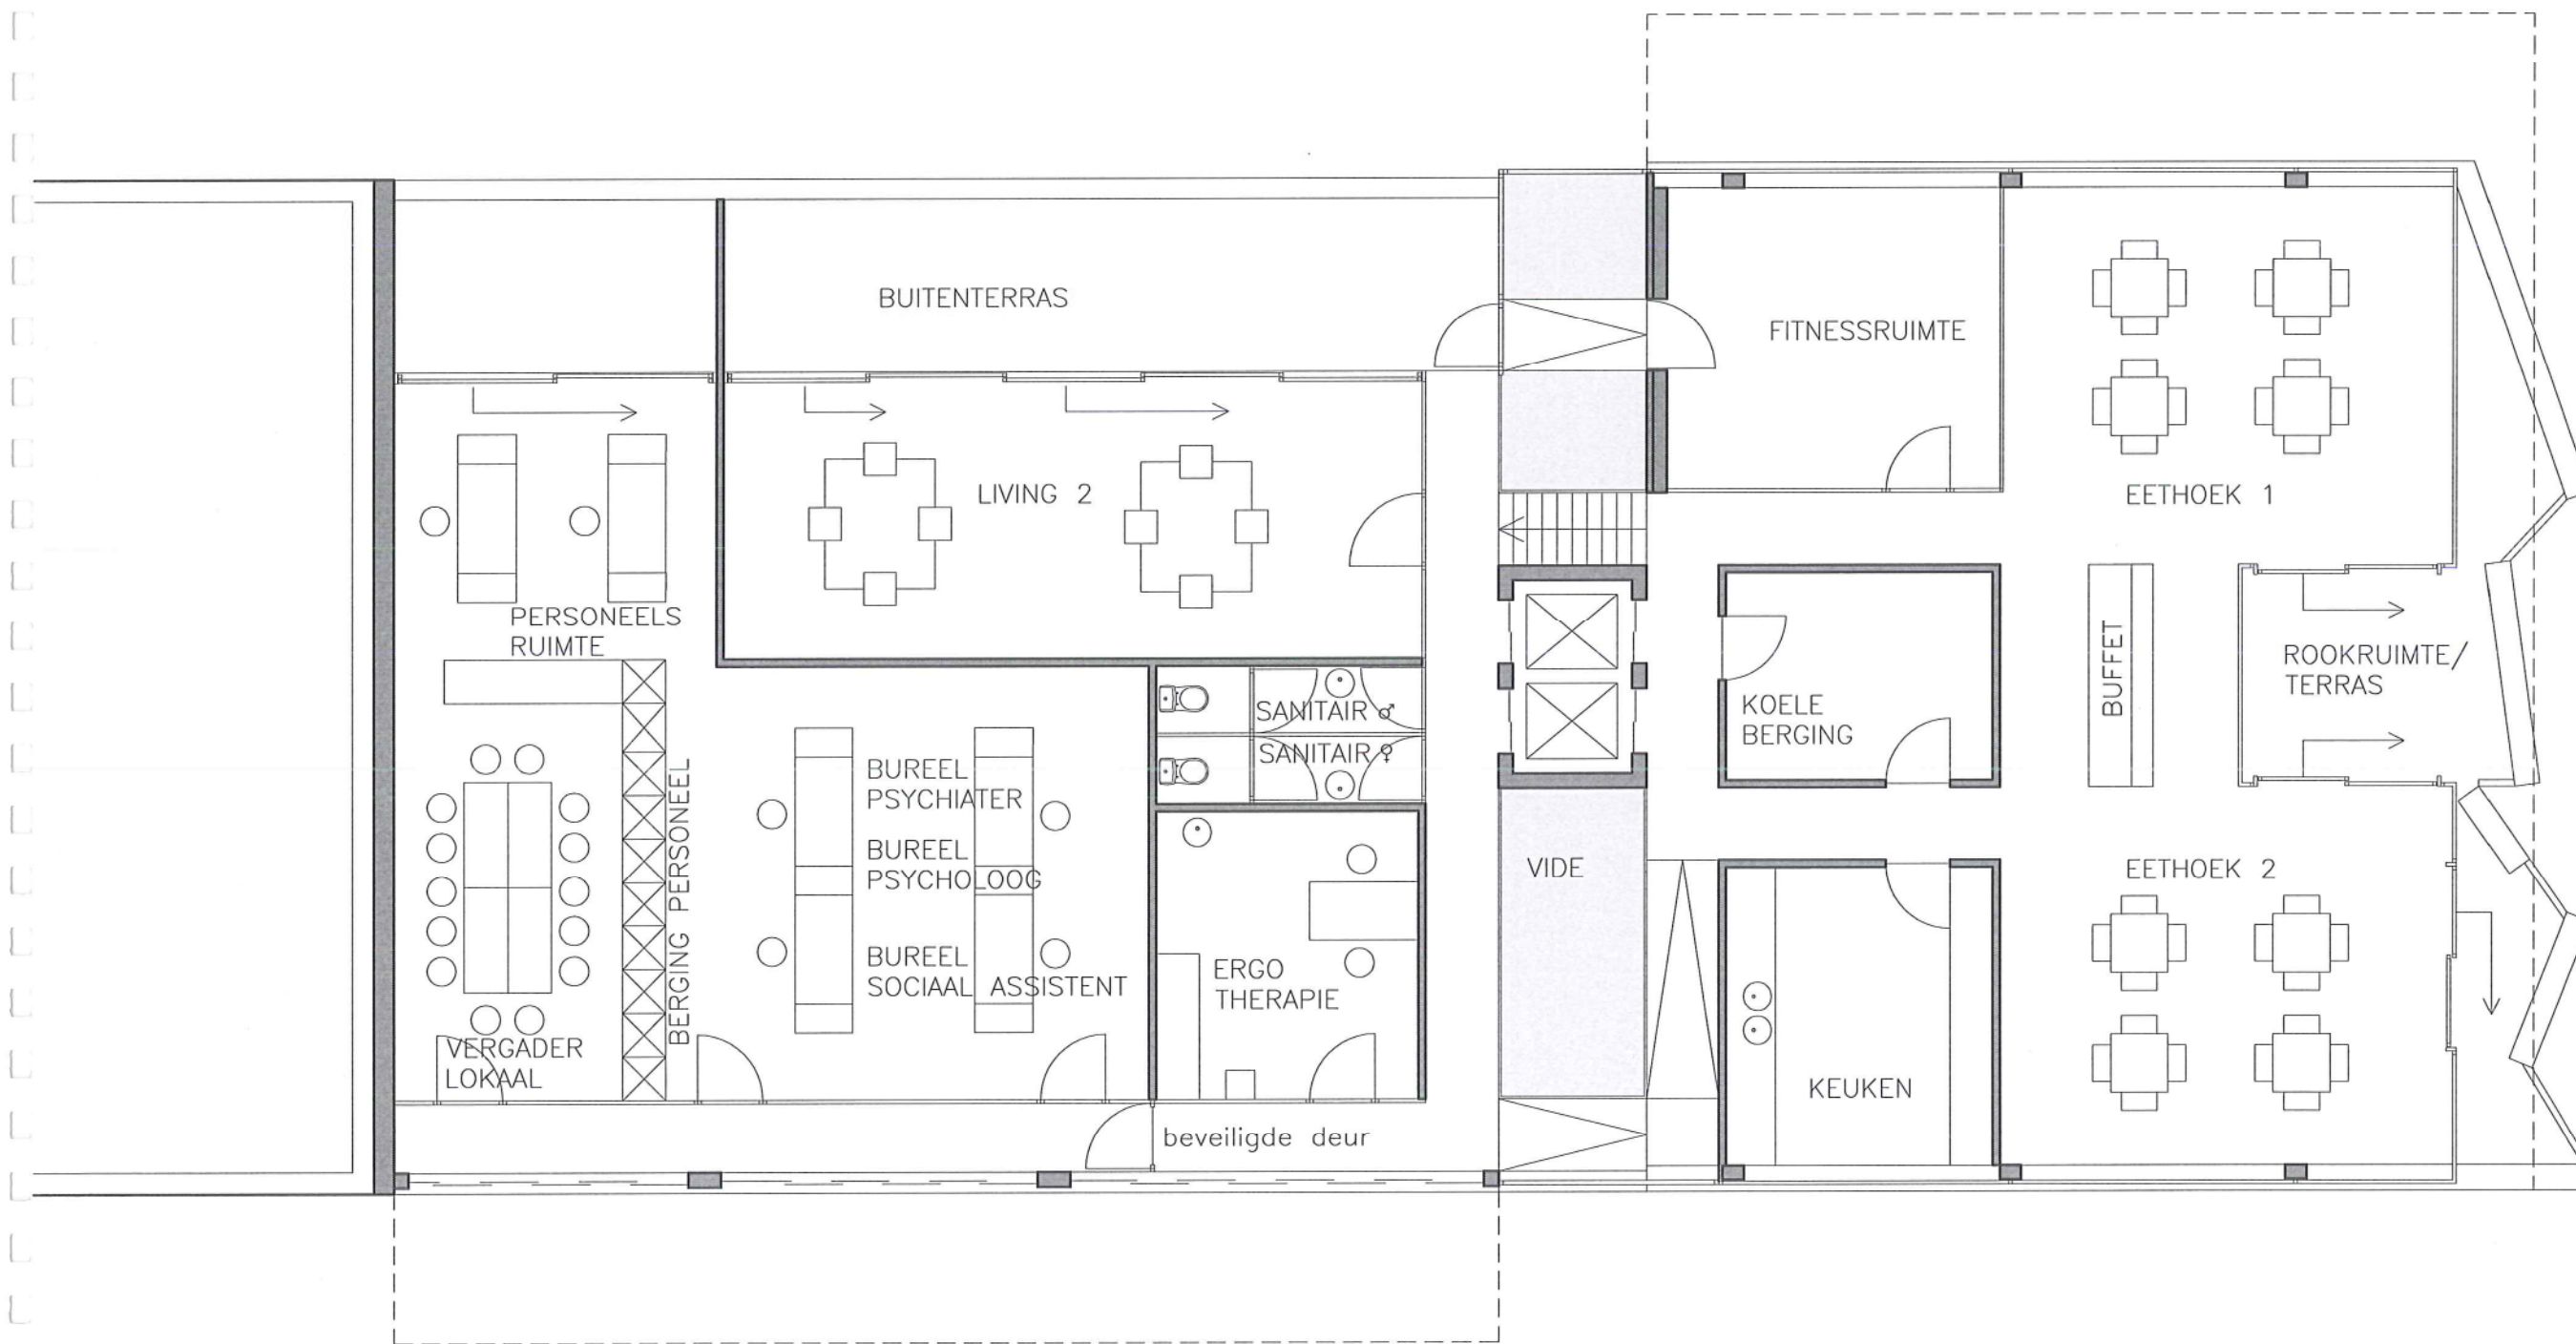 BUITENTERRAS
FITNESSRUIMTE
LIVING 2
EETHOEK 1
PERSONEELS
RUIMTE
BUFFET
ROOKRUIMTE/
TERRAS
SANITAIR ♂
SANITAIR ♀
KOELE
BERGING
BERGING PERSONEEL
BUREEL
PSYCHIATER
BUREEL
PSYCHOLOOG
BUREEL
SOCIAAL ASSISTENT
VIDE
EETHOEK 2
ERGO
THERAPIE
VERGADER
LOKAAL
KEUKEN
beveiligde deur